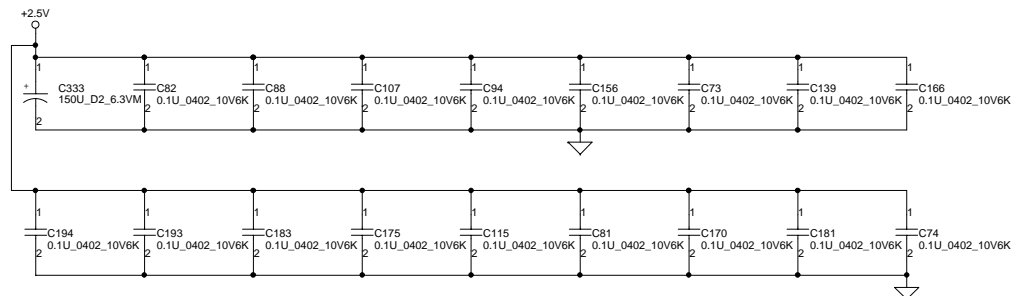 +2.5V
1 1 1 1 1 1 1 1 1
+ C333 C82 C88 C107 C94 C156 C73 C139 C166
150U_D2_6.3VM 0.1U_0402_10V6K 0.1U_0402_10V6K 0.1U_0402_10V6K 0.1U_0402_10V6K 0.1U_0402_10V6K 0.1U_0402_10V6K 0.1U_0402_10V6K 0.1U_0402_10V6K
2 2 2 2 2 2 2 2 2
1 1 1 1 1 1 1 1 1
C194 C193 C183 C175 C115 C81 C170 C181 C74
0.1U_0402_10V6K 0.1U_0402_10V6K 0.1U_0402_10V6K 0.1U_0402_10V6K 0.1U_0402_10V6K 0.1U_0402_10V6K 0.1U_0402_10V6K 0.1U_0402_10V6K 0.1U_0402_10V6K
2 2 2 2 2 2 2 2 2